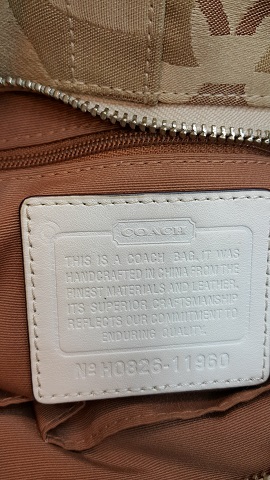 COACH
THIS IS A COACH BAG. IT WAS
HANDCRAFTED IN CHINA FROM THE
FINEST MATERIALS AND LEATHER.
ITS SUPERIOR CRAFTSMANSHIP
REFLECTS OUR COMMITMENT TO
ENDURING QUALITY.
No H0826-11960